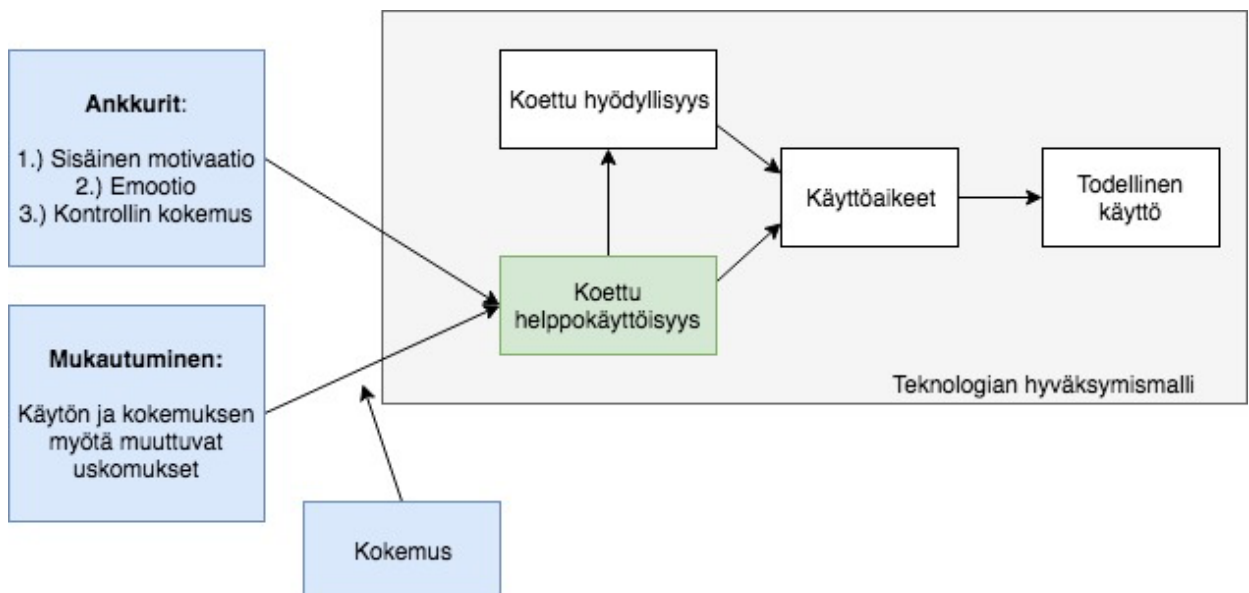 Ankkurit:
1.) Sisäinen motivaatio
2.) Emootio
3.) Kontrollin kokemus
Mukautuminen:
Käytön ja kokemuksen
myötä muuttuvat
uskomukset
Kokemus
Koettu hyödyllisyys
Koettu
helppokäyttöisyys
Käyttöaikeet
Todellinen
käyttö
Teknologian hyväksymismalli